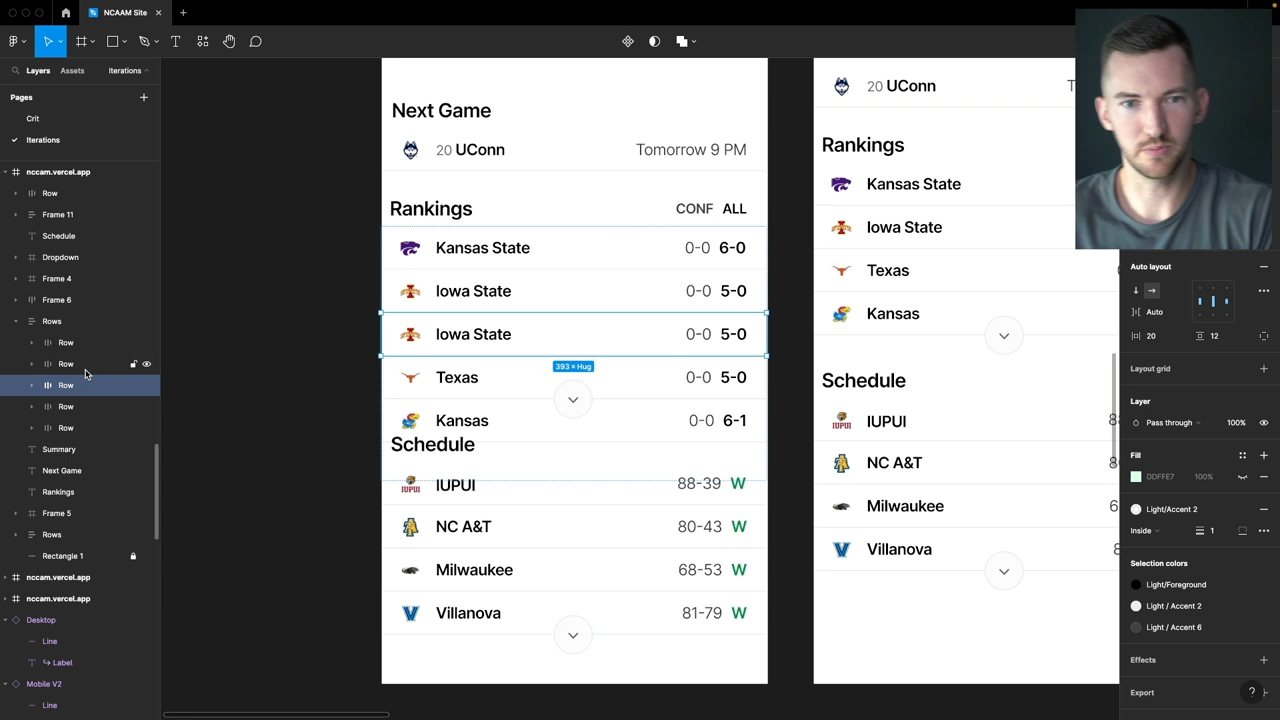 NCAAM Site
Layers Assets Iterations
Pages
Crit
Iterations
nccam.vercel.app
Row
Frame 11
Schedule
Dropdown
Frame 4
Frame 6
Rows
Row
Row
Row
Row
Row
Summary
Next Game
Rankings
Frame 5
Rows
Rectangle 1
nccam.vercel.app
nccam.vercel.app
Desktop
Line
Label
Mobile V2
Line
Next Game
20 UConn Tomorrow 9 PM
Rankings CONF ALL
Kansas State 0-0 6-0
Iowa State 0-0 5-0
Iowa State 0-0 5-0
393 × Hug
Texas 0-0 5-0
Kansas 0-0 6-1
Schedule
IUPUI
IUPUI 88-39 W
NC A&T 80-43 W
Milwaukee 68-53 W
Villanova 81-79 W
20 UConn T
Rankings
Kansas State
Iowa State
Texas
Kansas
Schedule
IUPUI
IUPUI 8
NC A&T 8
Milwaukee 6
Villanova 8
Auto layout
Auto
20 12
Layout grid
Layer
Pass through 100%
Fill
DDFFE7 100%
Light/Accent 2
Inside 1
Selection colors
Light/Foreground
Light / Accent 2
Light / Accent 6
Effects
Export
?